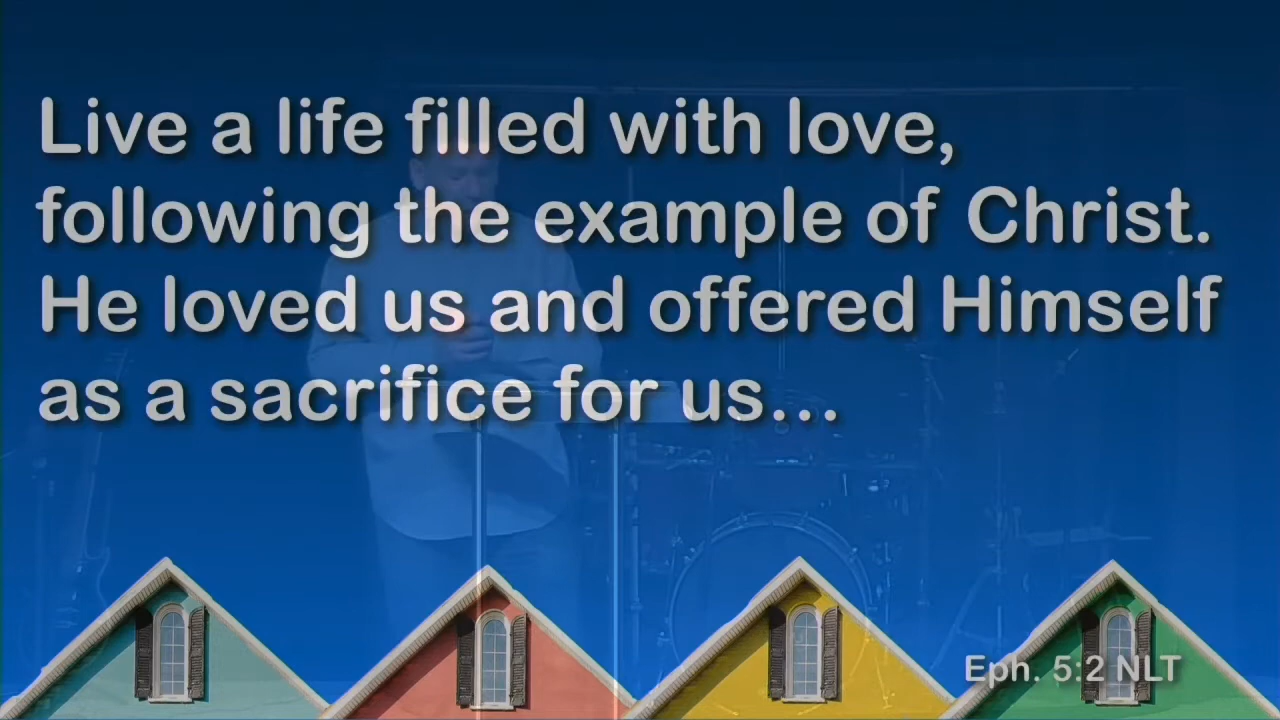 Live a life filled with love,
following the example of Christ.
He loved us and offered Himself
as a sacrifice for us...
Eph. 5:2 NLT